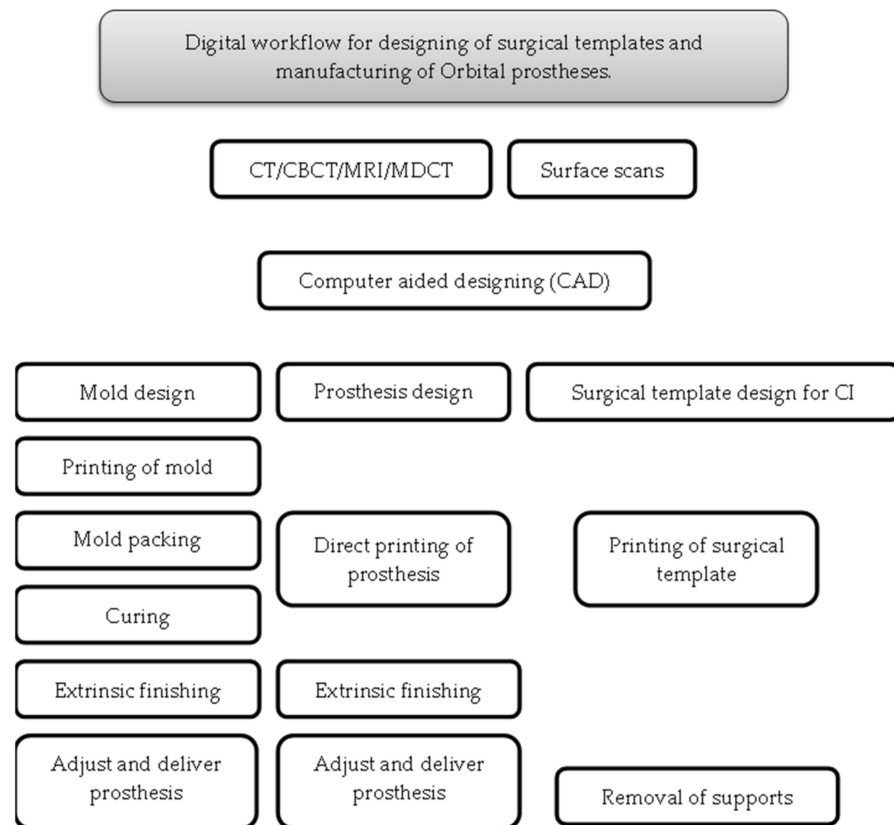 Digital workflow for designing of surgical templates and
manufacturing of Orbital prostheses.
CT/CBCT/MRI/MDCT
Surface scans
Computer aided designing (CAD)
Mold design
Prosthesis design
Surgical template design for CI
Printing of mold
Mold packing
Direct printing of
prosthesis
Printing of surgical
template
Curing
Extrinsic finishing
Extrinsic finishing
Adjust and deliver
prosthesis
Adjust and deliver
prosthesis
Removal of supports